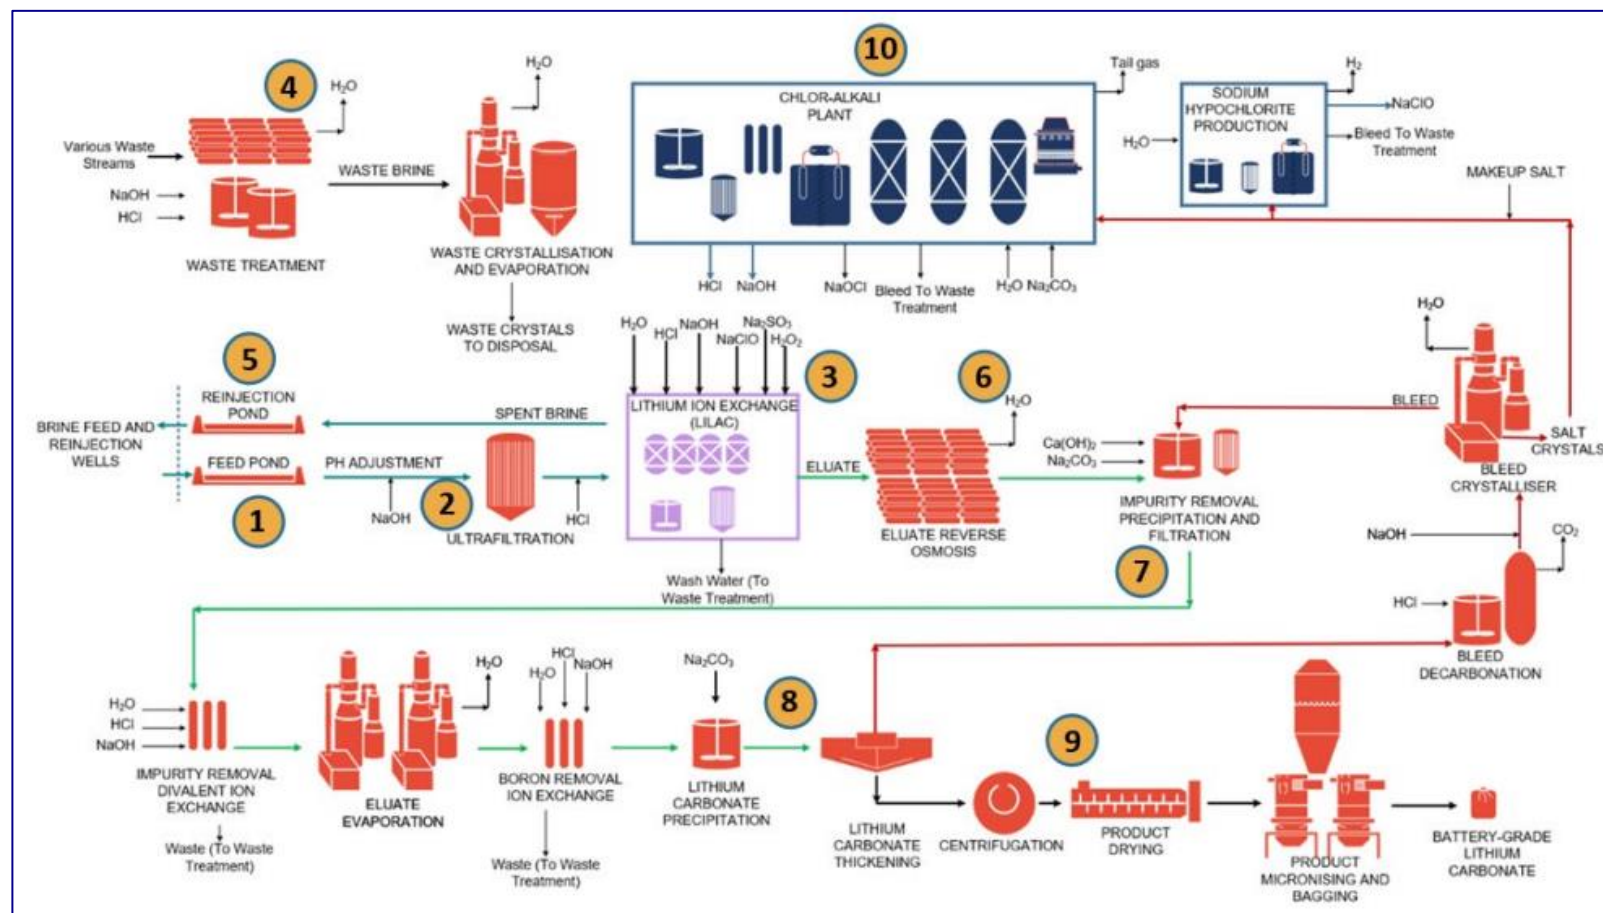 10
4
H₂O
Various Waste
Streams
NaOH
HCl
WASTE TREATMENT
WASTE BRINE
H₂O
WASTE CRYSTALLISATION
AND EVAPORATION
WASTE CRYSTALS
TO DISPOSAL
CHLOR-ALKALI
PLANT
Tail gas
HCl
NaOH
NaOCl
Bleed To Waste
Treatment
H₂O
Na₂CO₃
SODIUM
HYPOCHLORITE
PRODUCTION
H₂O
H₂
NaClO
Bleed To Waste
Treatment
MAKEUP SALT
5
REINJECTION
POND
BRINE FEED AND
REINJECTION
WELLS
FEED POND
1
SPENT BRINE
PH ADJUSTMENT
NaOH
2
ULTRAFILTRATION
HCl
H₂O
HCl
NaOH
NaClO
Na₂SO₃
H₂O₂
3
LITHIUM ION EXCHANGE
(LILAC)
Wash Water (To
Waste Treatment)
ELUATE
6
H₂O
ELUATE REVERSE
OSMOSIS
Ca(OH)₂
Na₂CO₃
IMPURITY REMOVAL
PRECIPITATION AND
FILTRATION
7
BLEED
H₂O
SALT
CRYSTALS
BLEED
CRYSTALLISER
NaOH
CO₂
HCl
BLEED
DECARBONATION
H₂O
HCl
NaOH
IMPURITY REMOVAL
DIVALENT ION
EXCHANGE
Waste (To Waste
Treatment)
H₂O
ELUATE
EVAPORATION
H₂O
HCl
NaOH
BORON REMOVAL
ION EXCHANGE
Waste (To Waste
Treatment)
Na₂CO₃
LITHIUM
CARBONATE
PRECIPITATION
8
LITHIUM
CARBONATE
THICKENING
9
CENTRIFUGATION
PRODUCT
DRYING
PRODUCT
MICRONISING AND
BAGGING
BATTERY-GRADE
LITHIUM
CARBONATE